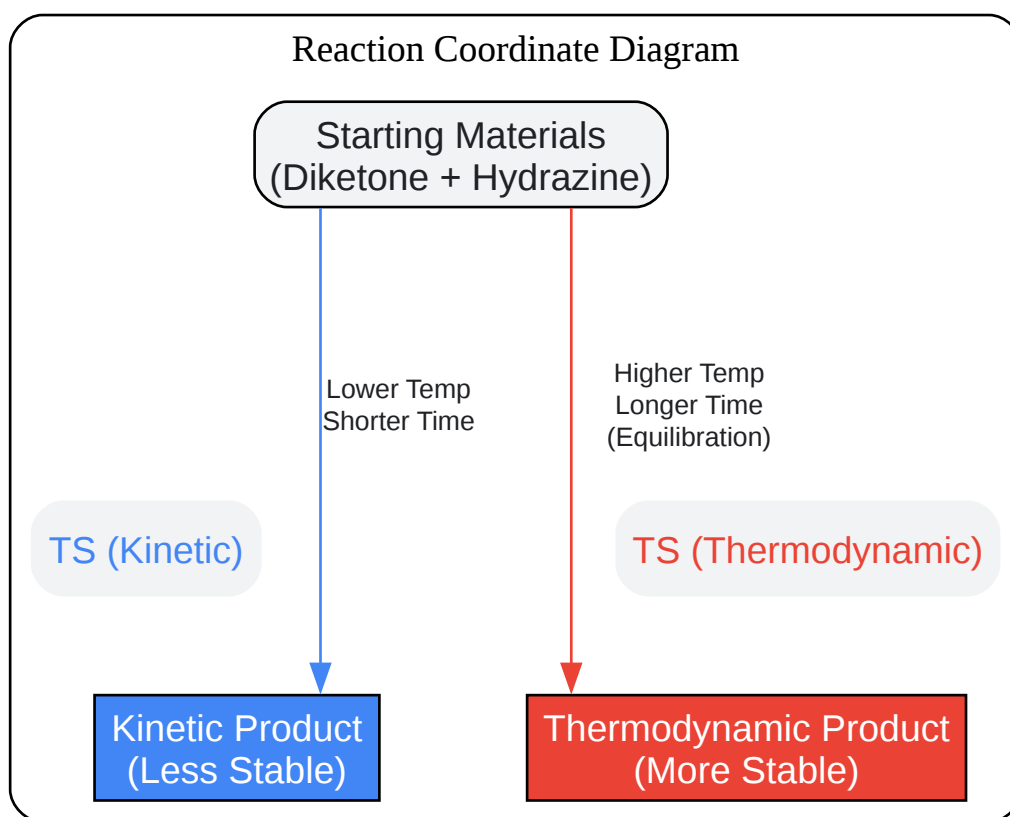 Reaction Coordinate Diagram
Starting Materials
(Diketone + Hydrazine)
Lower Temp
Shorter Time
Higher Temp
Longer Time
(Equilibration)
TS (Kinetic)
TS (Thermodynamic)
Kinetic Product
(Less Stable)
Thermodynamic Product
(More Stable)